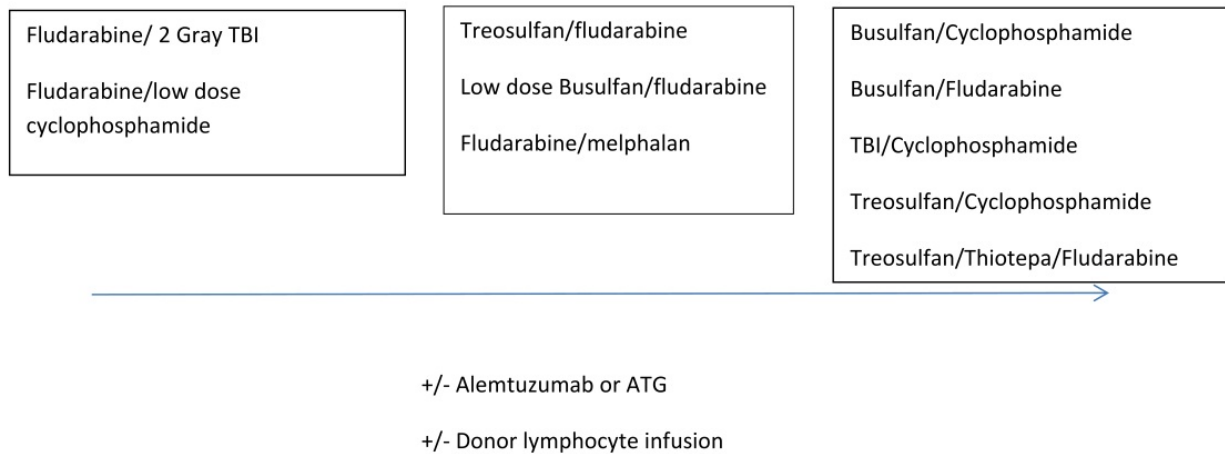 Fludarabine/ 2 Gray TBI
Fludarabine/low dose
cyclophosphamide
Treosulfan/fludarabine
Low dose Busulfan/fludarabine
Fludarabine/melphalan
Busulfan/Cyclophosphamide
Busulfan/Fludarabine
TBI/Cyclophosphamide
Treosulfan/Cyclophosphamide
Treosulfan/Thiotepa/Fludarabine
+/- Alemtuzumab or ATG
+/- Donor lymphocyte infusion